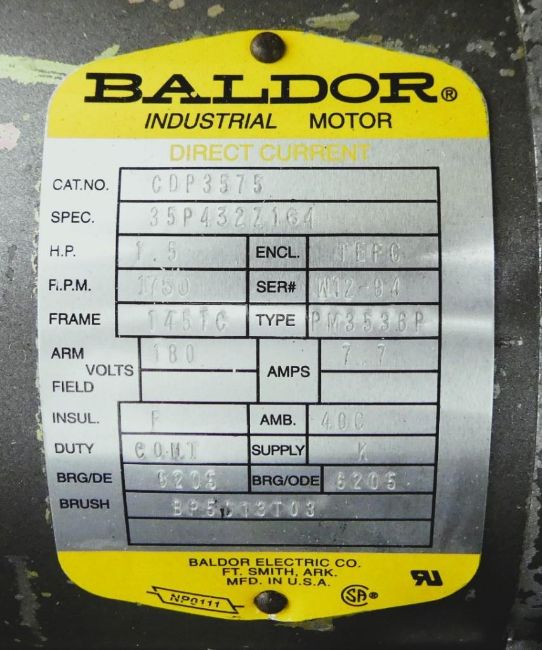 BALDOR®
INDUSTRIAL MOTOR
DIRECT CURRENT
CAT.NO. CDP3575
SPEC. 35P432Z164
H.P. 1.5 ENCL. TEFC
R.P.M. 1750 SER# W12-94
FRAME 145TC TYPE PM3536P
ARM VOLTS 180 AMPS 7.7
FIELD
INSUL. F AMB. 40C
DUTY CONT SUPPLY K
BRG/DE 6205 BRG/ODE 6205
BRUSH
BALDOR ELECTRIC CO.
FT. SMITH, ARK.
MFD. IN U.S.A.
NP0111 SA® RU